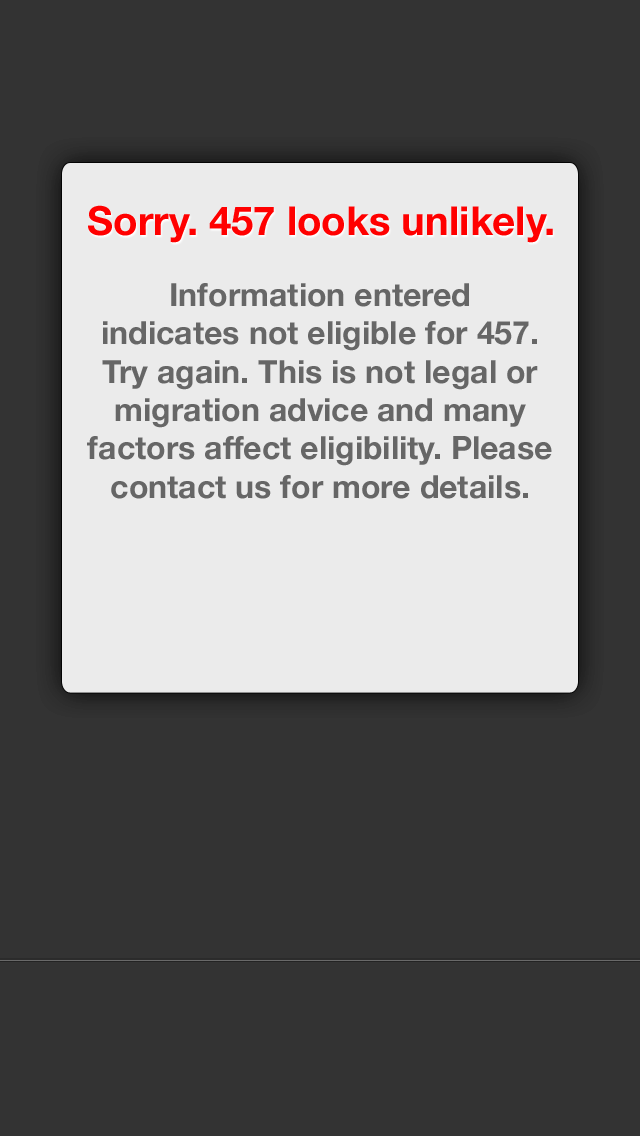 Sorry. 457 looks unlikely.
Information entered
indicates not eligible for 457.
Try again. This is not legal or
migration advice and many
factors affect eligibility. Please
contact us for more details.